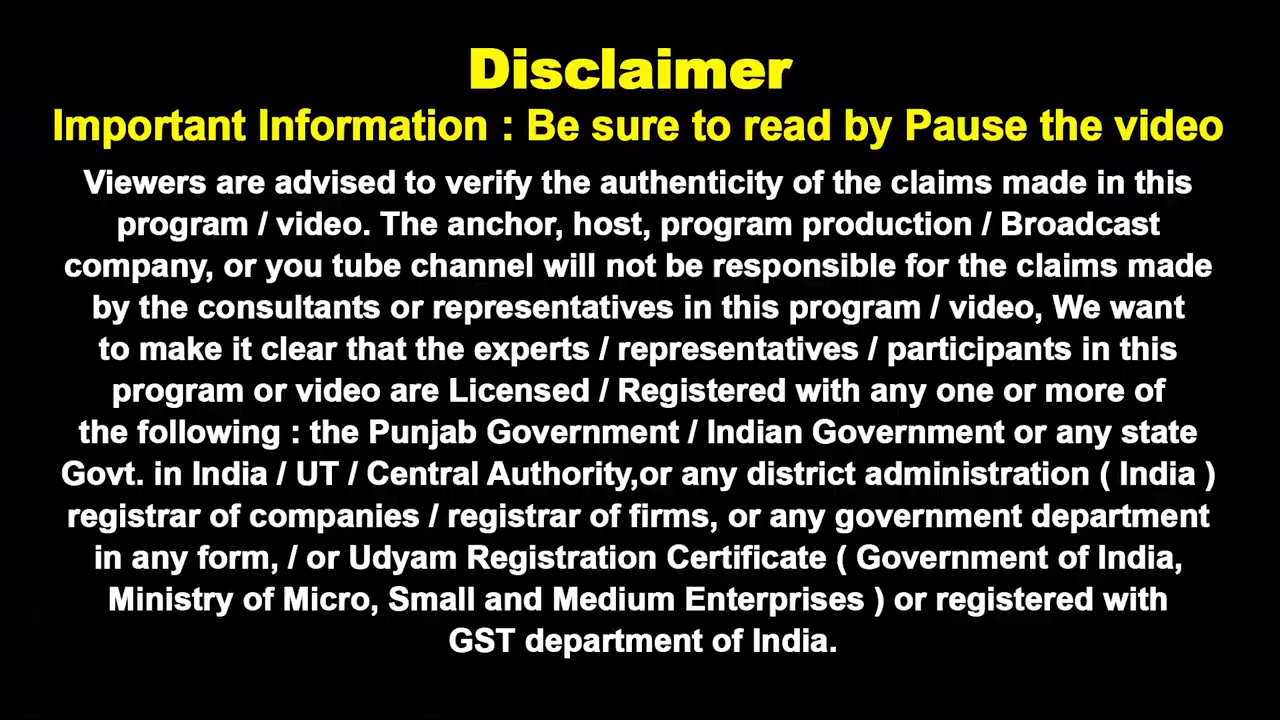 Disclaimer
Important Information : Be sure to read by Pause the video
Viewers are advised to verify the authenticity of the claims made in this
program / video. The anchor, host, program production / Broadcast
company, or you tube channel will not be responsible for the claims made
by the consultants or representatives in this program / video, We want
to make it clear that the experts / representatives / participants in this
program or video are Licensed / Registered with any one or more of
the following : the Punjab Government / Indian Government or any state
Govt. in India / UT / Central Authority,or any district administration ( India )
registrar of companies / registrar of firms, or any government department
in any form, / or Udyam Registration Certificate ( Government of India,
Ministry of Micro, Small and Medium Enterprises ) or registered with
GST department of India.